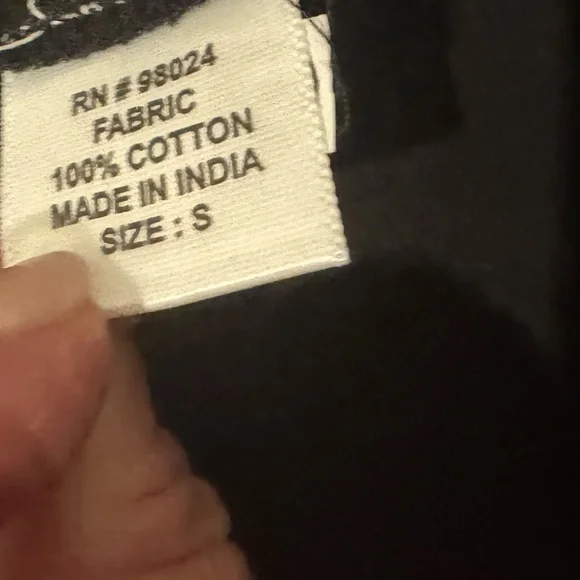 RN # 98024
FABRIC
100% COTTON
MADE IN INDIA
SIZE : S